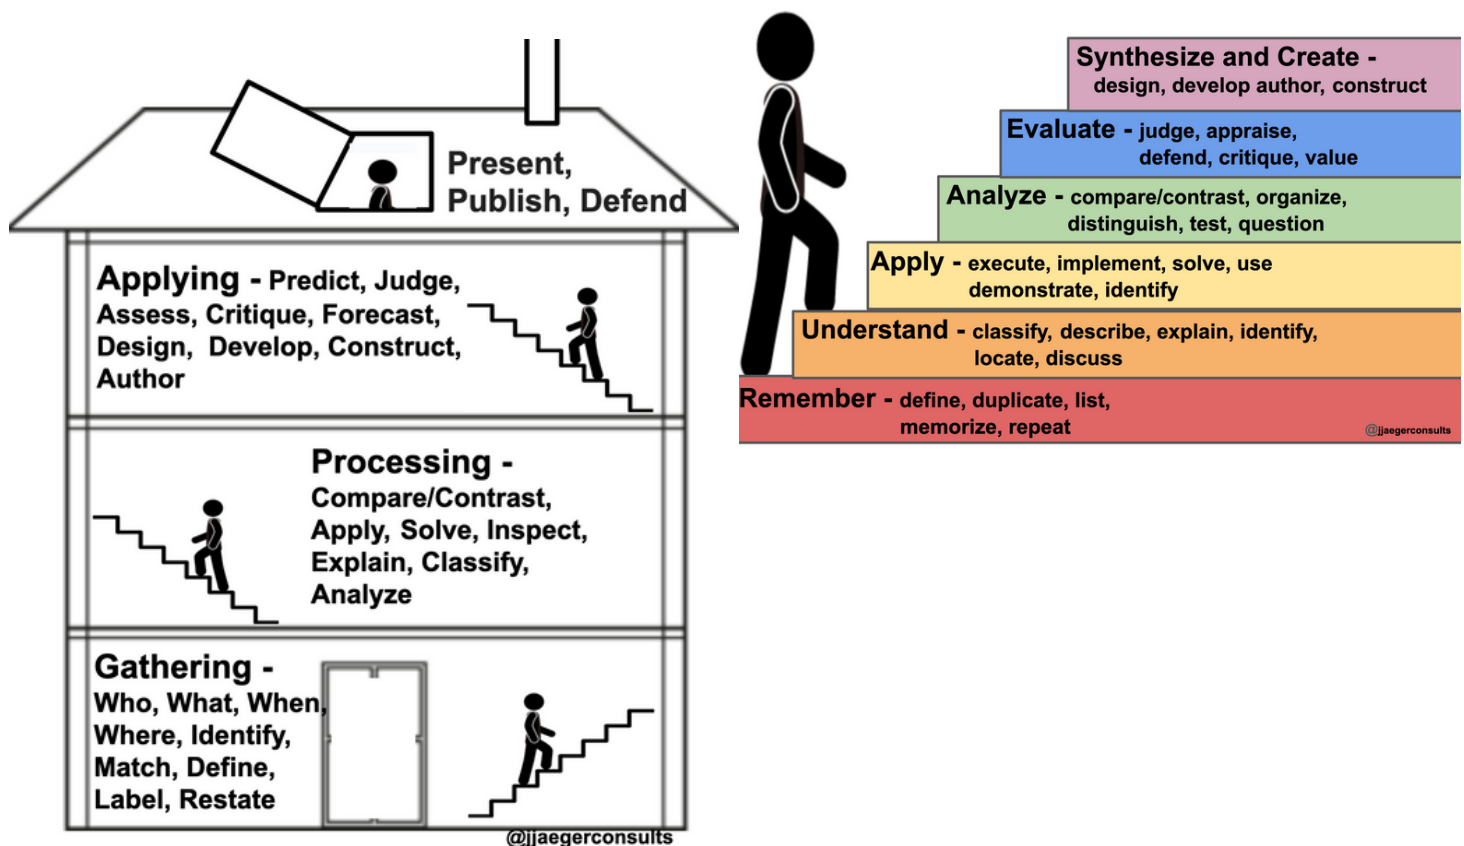 Present,
Publish, Defend
Applying - Predict, Judge,
Assess, Critique, Forecast,
Design, Develop, Construct,
Author
Processing -
Compare/Contrast,
Apply, Solve, Inspect,
Explain, Classify,
Analyze
Gathering -
Who, What, When,
Where, Identify,
Match, Define,
Label, Restate
@jjaegerconsults
Synthesize and Create -
design, develop author, construct
Evaluate - judge, appraise,
defend, critique, value
Analyze - compare/contrast, organize,
distinguish, test, question
Apply - execute, implement, solve, use
demonstrate, identify
Understand - classify, describe, explain, identify,
locate, discuss
Remember - define, duplicate, list,
memorize, repeat
@jjaegerconsults